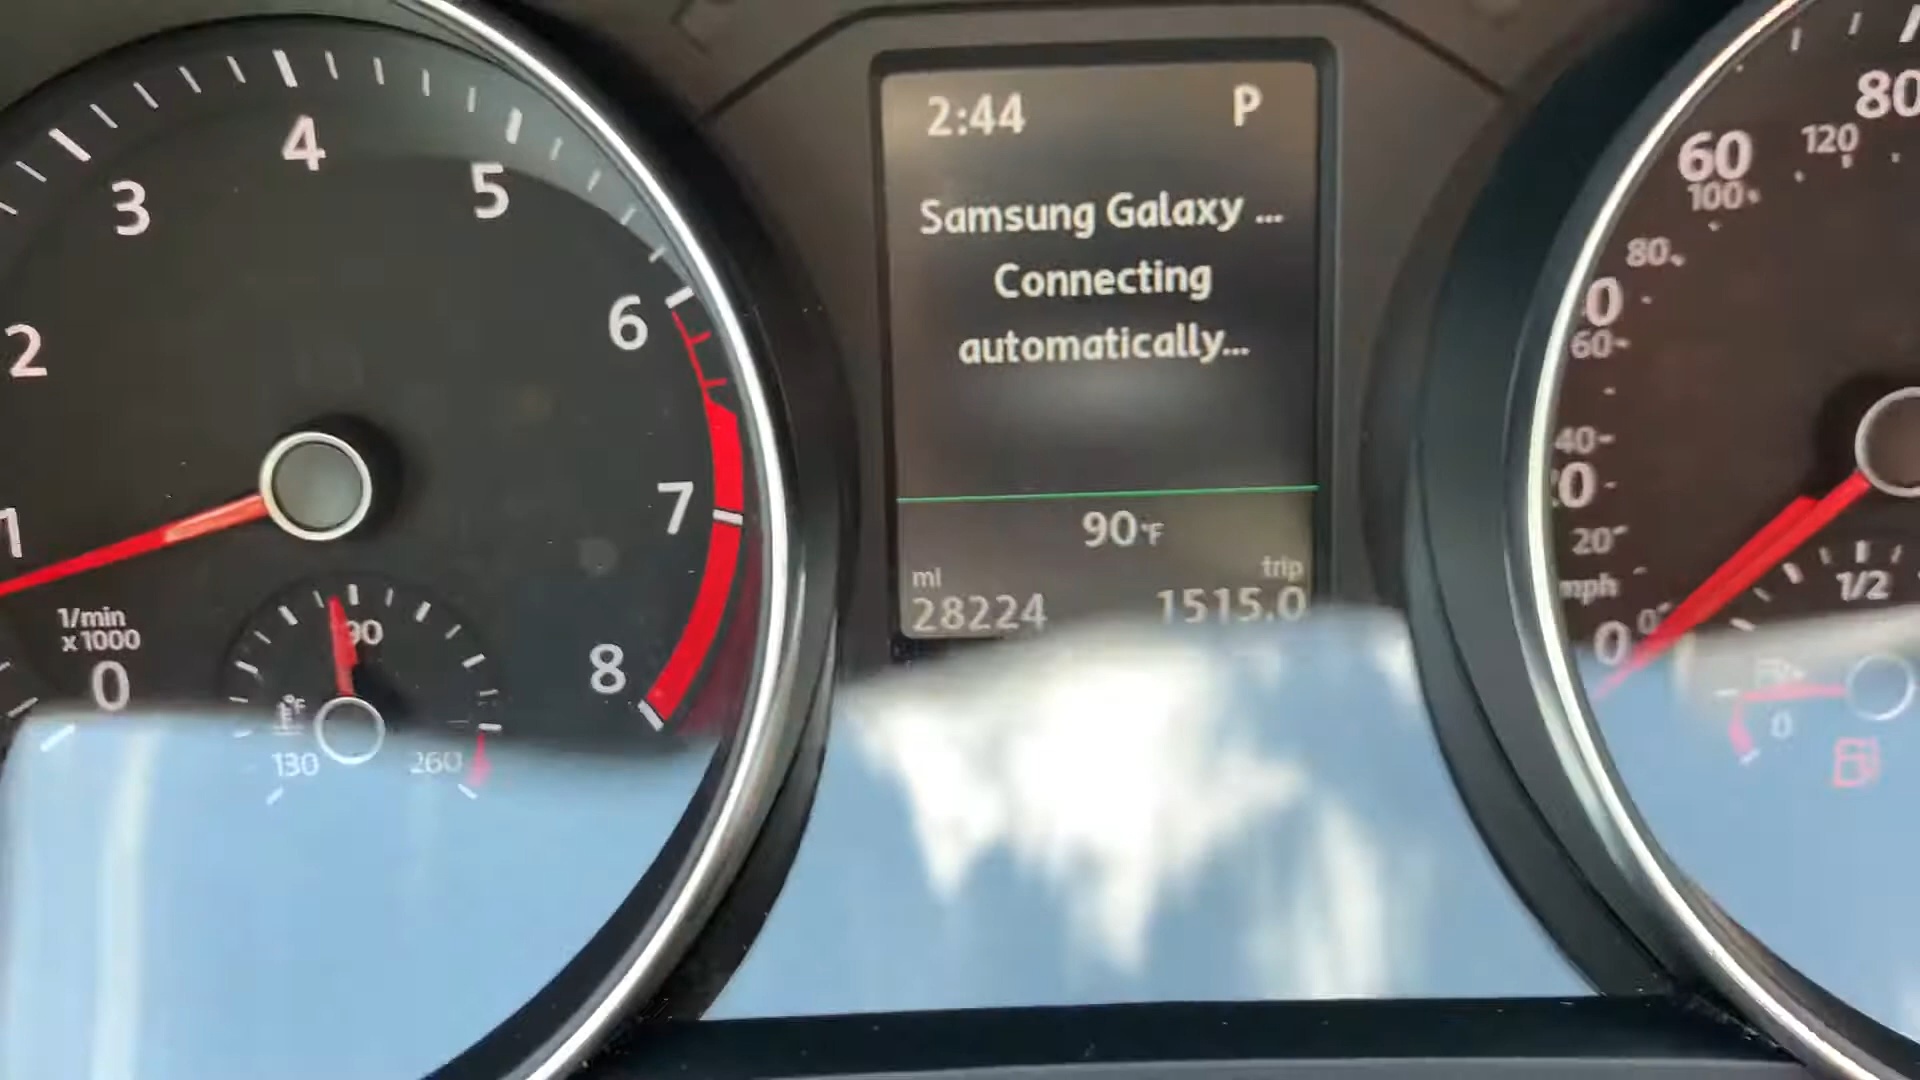 2:44 P
Samsung Galaxy ...
Connecting
automatically...
90°F
mi trip
28224 1515.0
1
2
3
4
5
6
7
8
1/min
x 1000
0
90
130 260
°F
80
120
60
100
80
60
40
20
mph
0
0
1/2
0